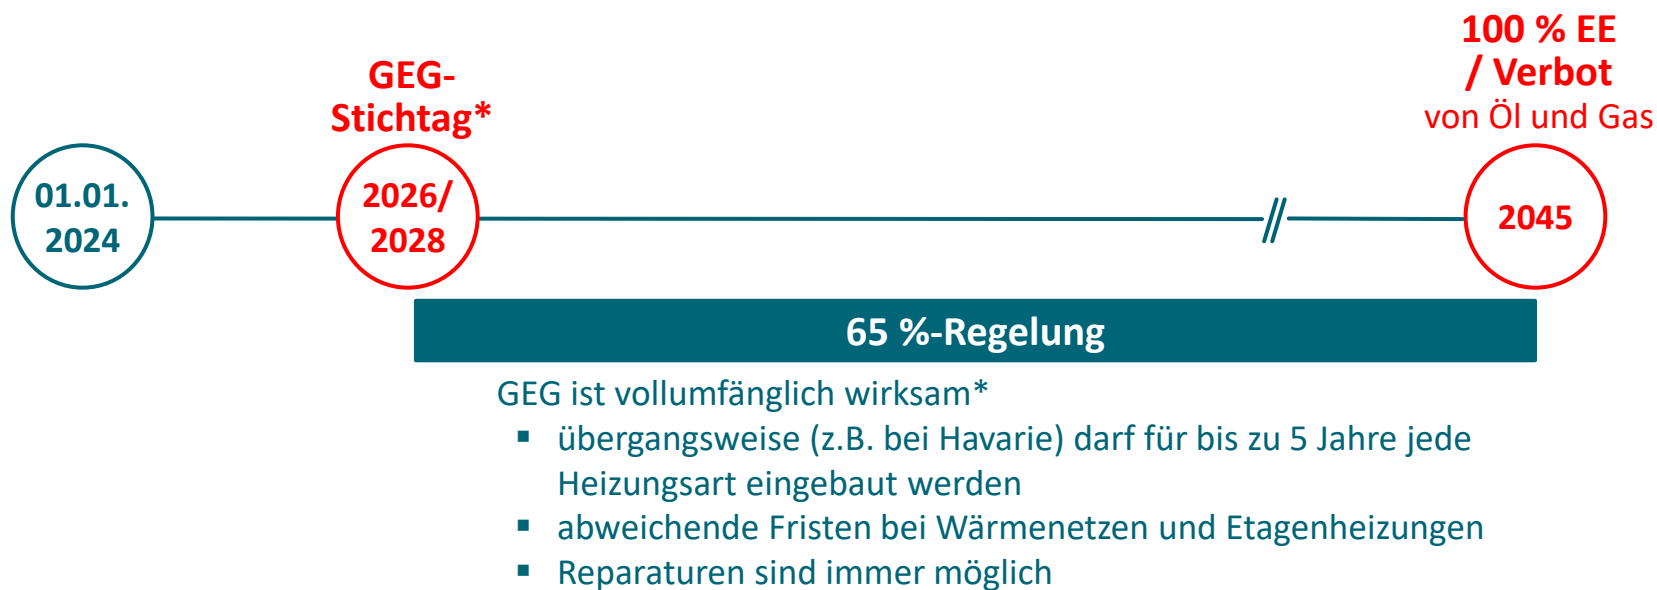 100 % EE
/ Verbot
von Öl und Gas
GEG-
Stichtag*
01.01.
2024
2026/
2028
2045
65 %-Regelung
GEG ist vollumfänglich wirksam*
▪ übergangsweise (z.B. bei Havarie) darf für bis zu 5 Jahre jede
Heizungsart eingebaut werden
▪ abweichende Fristen bei Wärmenetzen und Etagenheizungen
▪ Reparaturen sind immer möglich